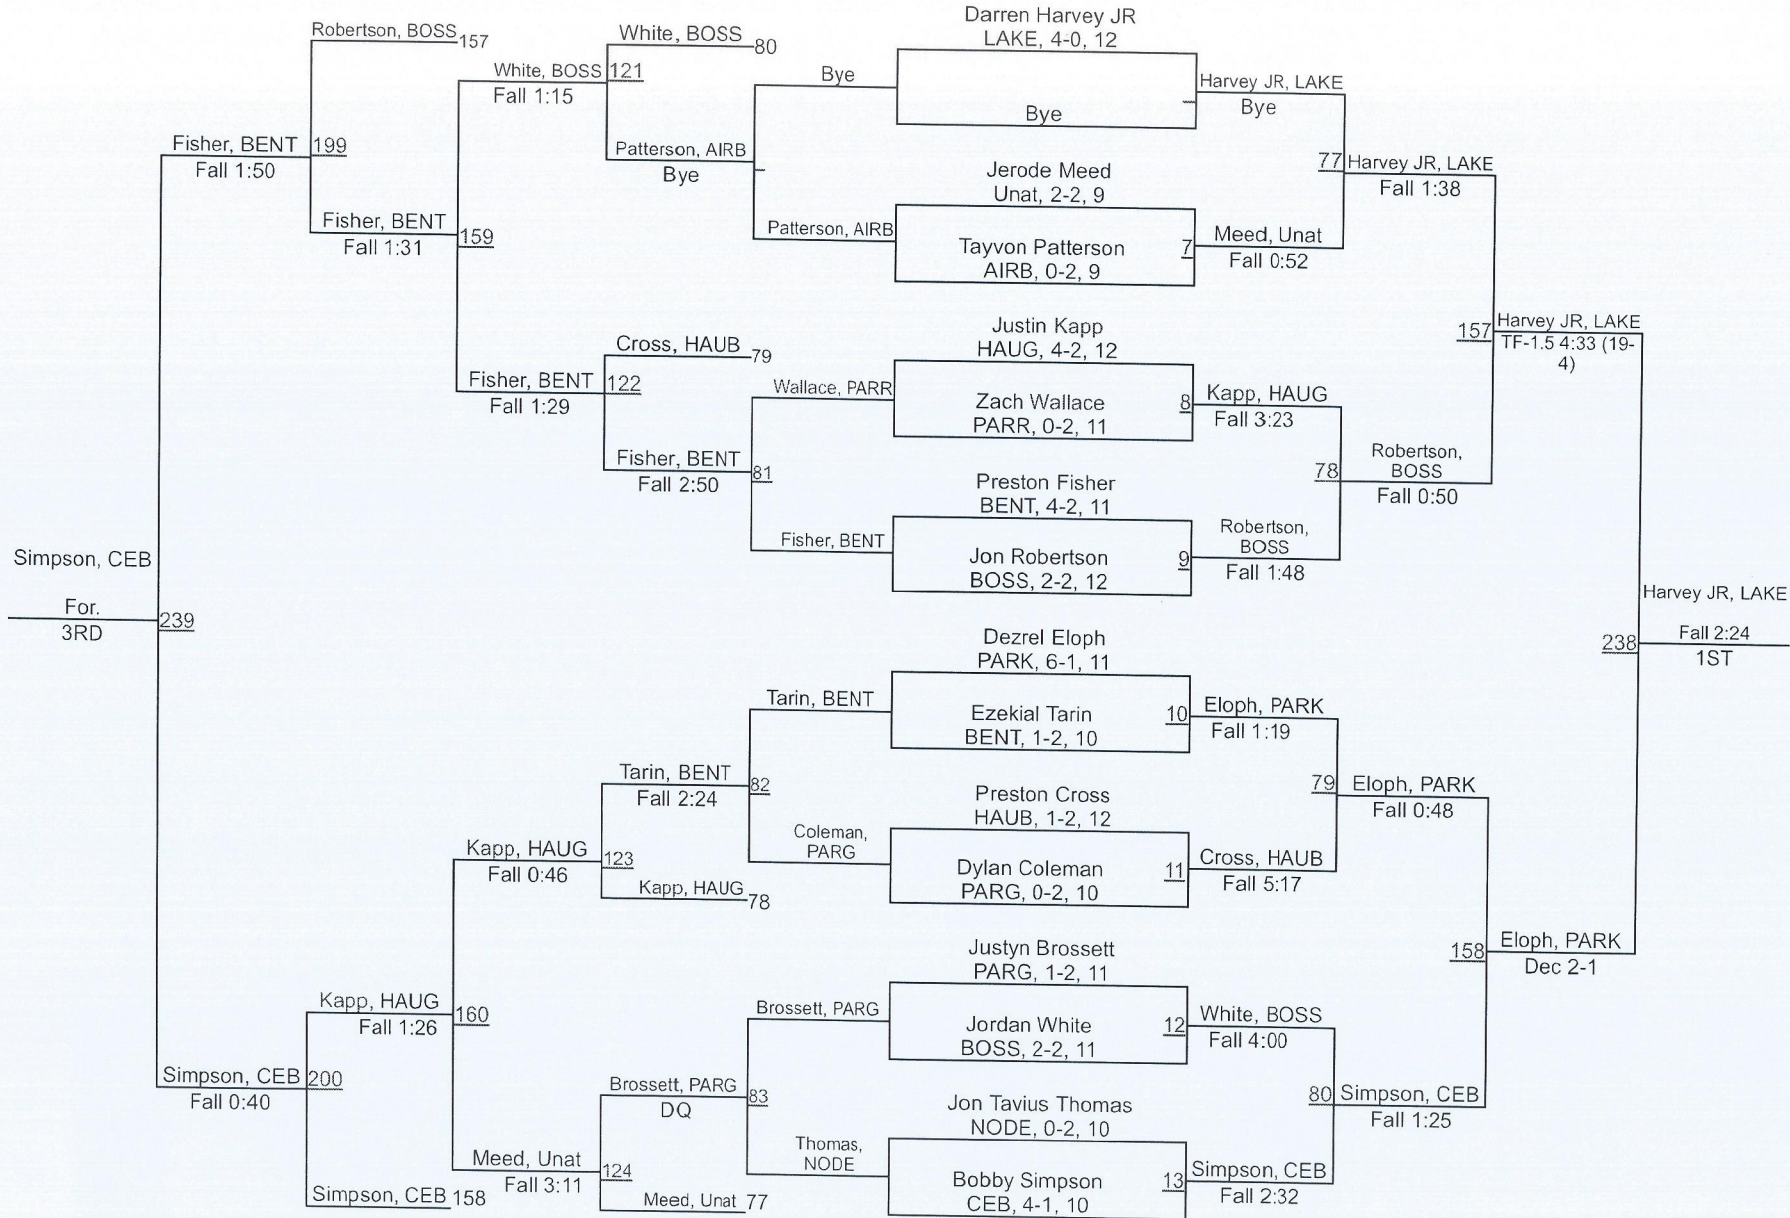 Darren Harvey JR
LAKE, 4-0, 12
Robertson, BOSS
157
White, BOSS
80
White, BOSS
121
Fall 1:15
Bye
Harvey JR, LAKE
Bye
Bye
Fisher, BENT
199
Fall 1:50
Patterson, AIRB
Bye
Jerode Meed
Unat, 2-2, 9
77
Harvey JR, LAKE
Fall 1:38
Fisher, BENT
159
Fall 1:31
Patterson, AIRB
Tayvon Patterson
AIRB, 0-2, 9
7
Meed, Unat
Fall 0:52
Justin Kapp
HAUG, 4-2, 12
157
Harvey JR, LAKE
TF-1.5 4:33 (19-
4)
Cross, HAUB
79
Fisher, BENT
122
Fall 1:29
Wallace, PARR
Zach Wallace
PARR, 0-2, 11
8
Kapp, HAUG
Fall 3:23
Fisher, BENT
81
Fall 2:50
Preston Fisher
BENT, 4-2, 11
78
Robertson,
BOSS
Fall 0:50
Fisher, BENT
Jon Robertson
BOSS, 2-2, 12
9
Robertson,
BOSS
Fall 1:48
Simpson, CEB
For.
3RD
239
Harvey JR, LAKE
238
Fall 2:24
1ST
Dezrel Eloph
PARK, 6-1, 11
Tarin, BENT
Ezekial Tarin
BENT, 1-2, 10
10
Eloph, PARK
Fall 1:19
Tarin, BENT
82
Fall 2:24
Preston Cross
HAUB, 1-2, 12
79
Eloph, PARK
Fall 0:48
Kapp, HAUG
123
Fall 0:46
Coleman,
PARG
Dylan Coleman
PARG, 0-2, 10
11
Cross, HAUB
Fall 5:17
Kapp, HAUG
78
Justyn Brossett
PARG, 1-2, 11
158
Eloph, PARK
Dec 2-1
Kapp, HAUG
160
Fall 1:26
Brossett, PARG
Jordan White
BOSS, 2-2, 11
12
White, BOSS
Fall 4:00
Simpson, CEB
200
Fall 0:40
Brossett, PARG
83
DQ
Jon Tavius Thomas
NODE, 0-2, 10
80
Simpson, CEB
Fall 1:25
Meed, Unat
124
Fall 3:11
Thomas,
NODE
Bobby Simpson
CEB, 4-1, 10
13
Simpson, CEB
Fall 2:32
Simpson, CEB
158
Meed, Unat
77